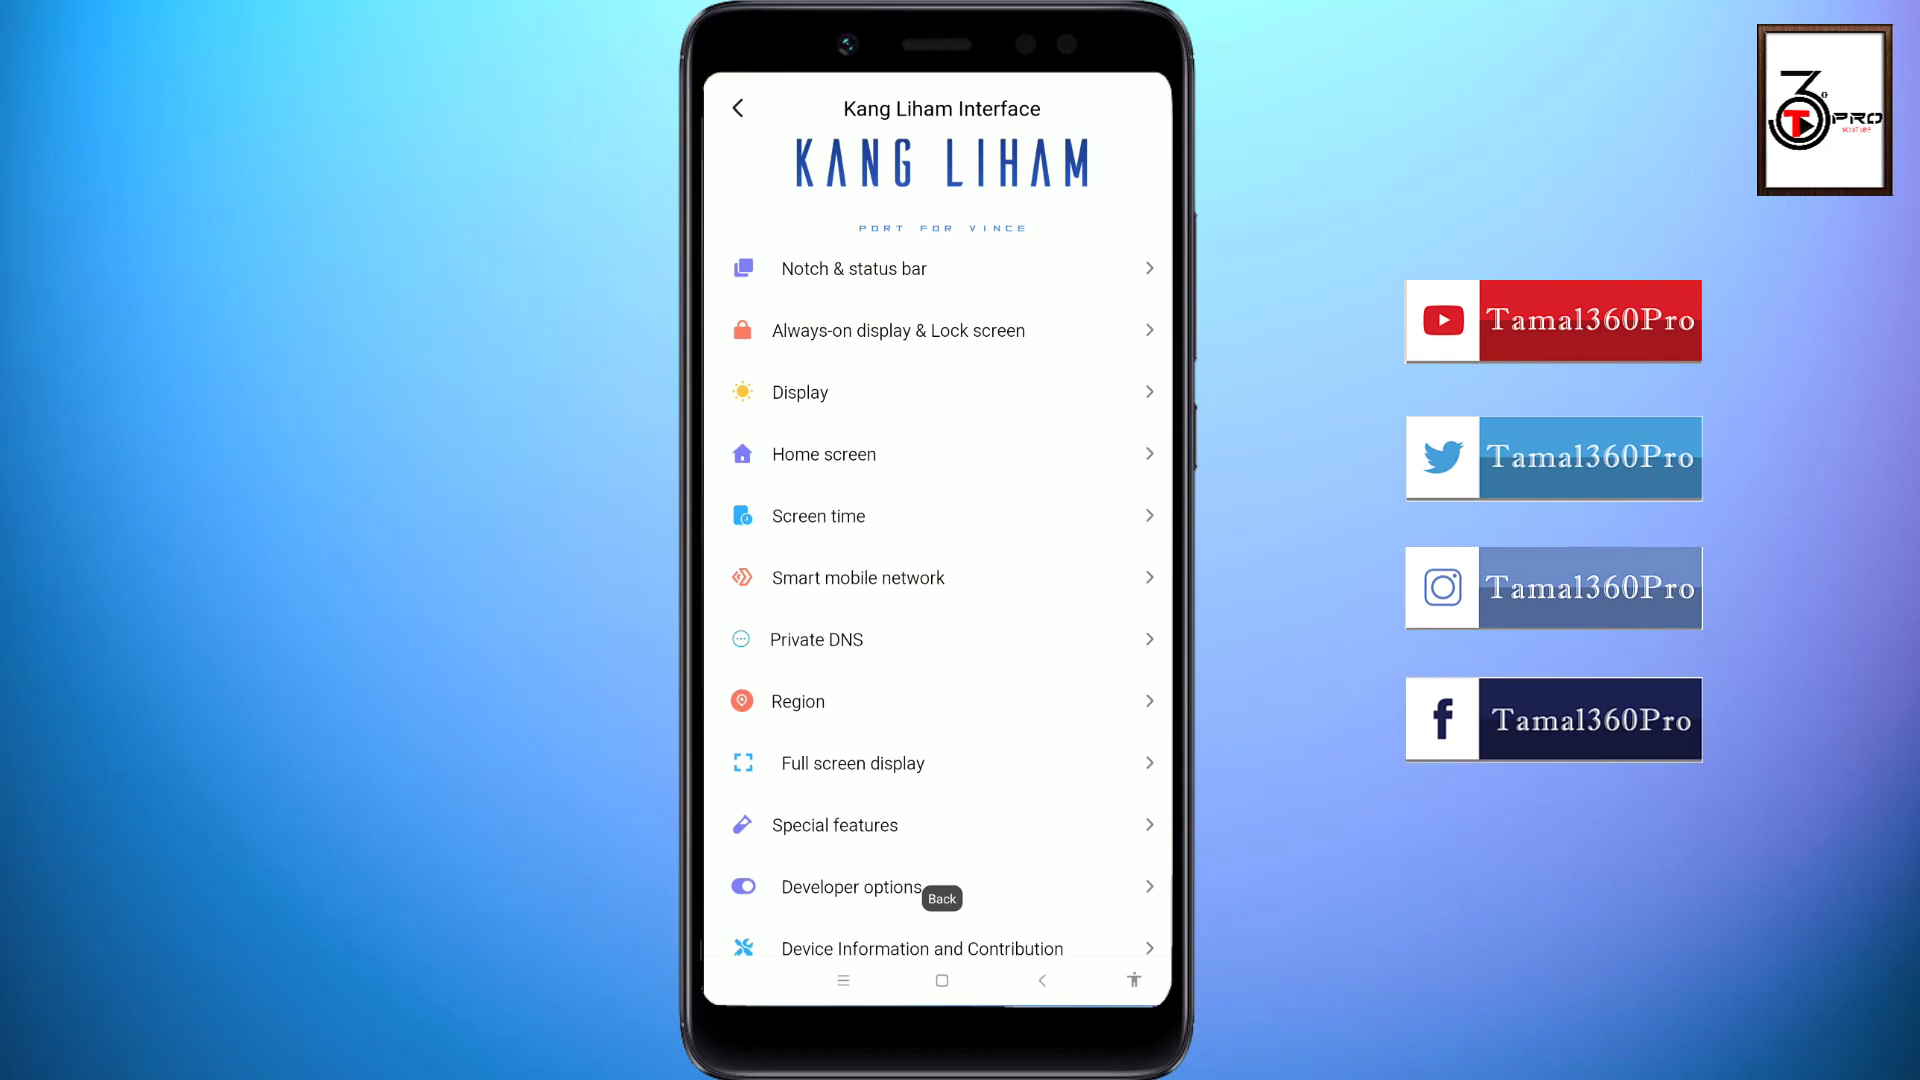 Kang Liham Interface
KANG LIHAM
PORT FOR VINCE
Notch & status bar
Always-on display & Lock screen
Display
Home screen
Screen time
Smart mobile network
Private DNS
Region
Full screen display
Special features
Developer options
Back
Device Information and Contribution
3
T PRO
YOUTUBE
Tamal360Pro
Tamal360Pro
Tamal360Pro
f Tamal360Pro